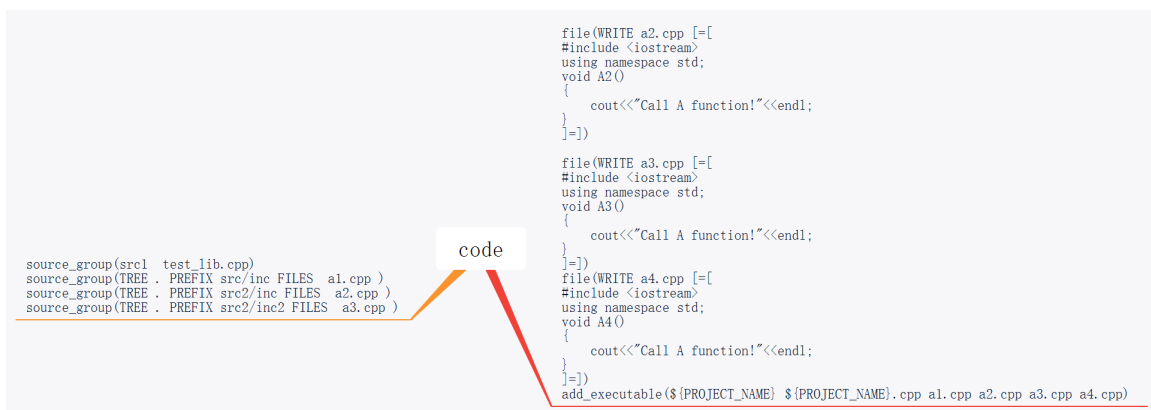 file(WRITE a2.cpp [=[
#include <iostream>
using namespace std;
void A2()
{
    cout<<"Call A function!"<<endl;
}
]=])

file(WRITE a3.cpp [=[
#include <iostream>
using namespace std;
void A3()
{
    cout<<"Call A function!"<<endl;
}
]=])
file(WRITE a4.cpp [=[
#include <iostream>
using namespace std;
void A4()
{
    cout<<"Call A function!"<<endl;
}
]=])
add_executable(${PROJECT_NAME} ${PROJECT_NAME}.cpp a1.cpp a2.cpp a3.cpp a4.cpp)
code
source_group(src1  test_lib.cpp)
source_group(TREE . PREFIX src/inc FILES  a1.cpp )
source_group(TREE . PREFIX src2/inc FILES  a2.cpp )
source_group(TREE . PREFIX src2/inc2 FILES  a3.cpp )